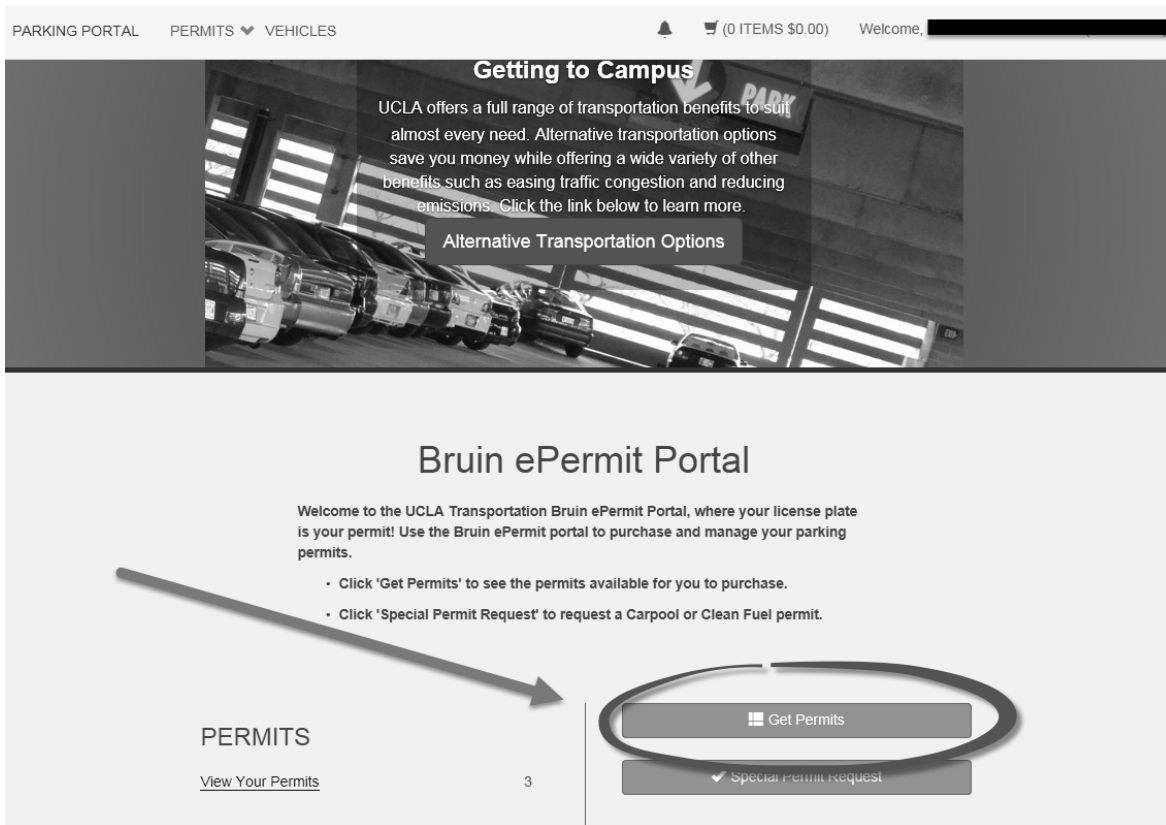 PARKING PORTAL PERMITS VEHICLES (0 ITEMS $0.00) Welcome,
Getting to Campus
PARK
UCLA offers a full range of transportation benefits to suit
almost every need. Alternative transportation options
save you money while offering a wide variety of other
benefits such as easing traffic congestion and reducing
emissions. Click the link below to learn more.
Alternative Transportation Options
Bruin ePermit Portal
Welcome to the UCLA Transportation Bruin ePermit Portal, where your license plate
is your permit! Use the Bruin ePermit portal to purchase and manage your parking
permits.
• Click 'Get Permits' to see the permits available for you to purchase.
• Click 'Special Permit Request' to request a Carpool or Clean Fuel permit.
PERMITS
View Your Permits 3
Get Permits
Special Permit Request